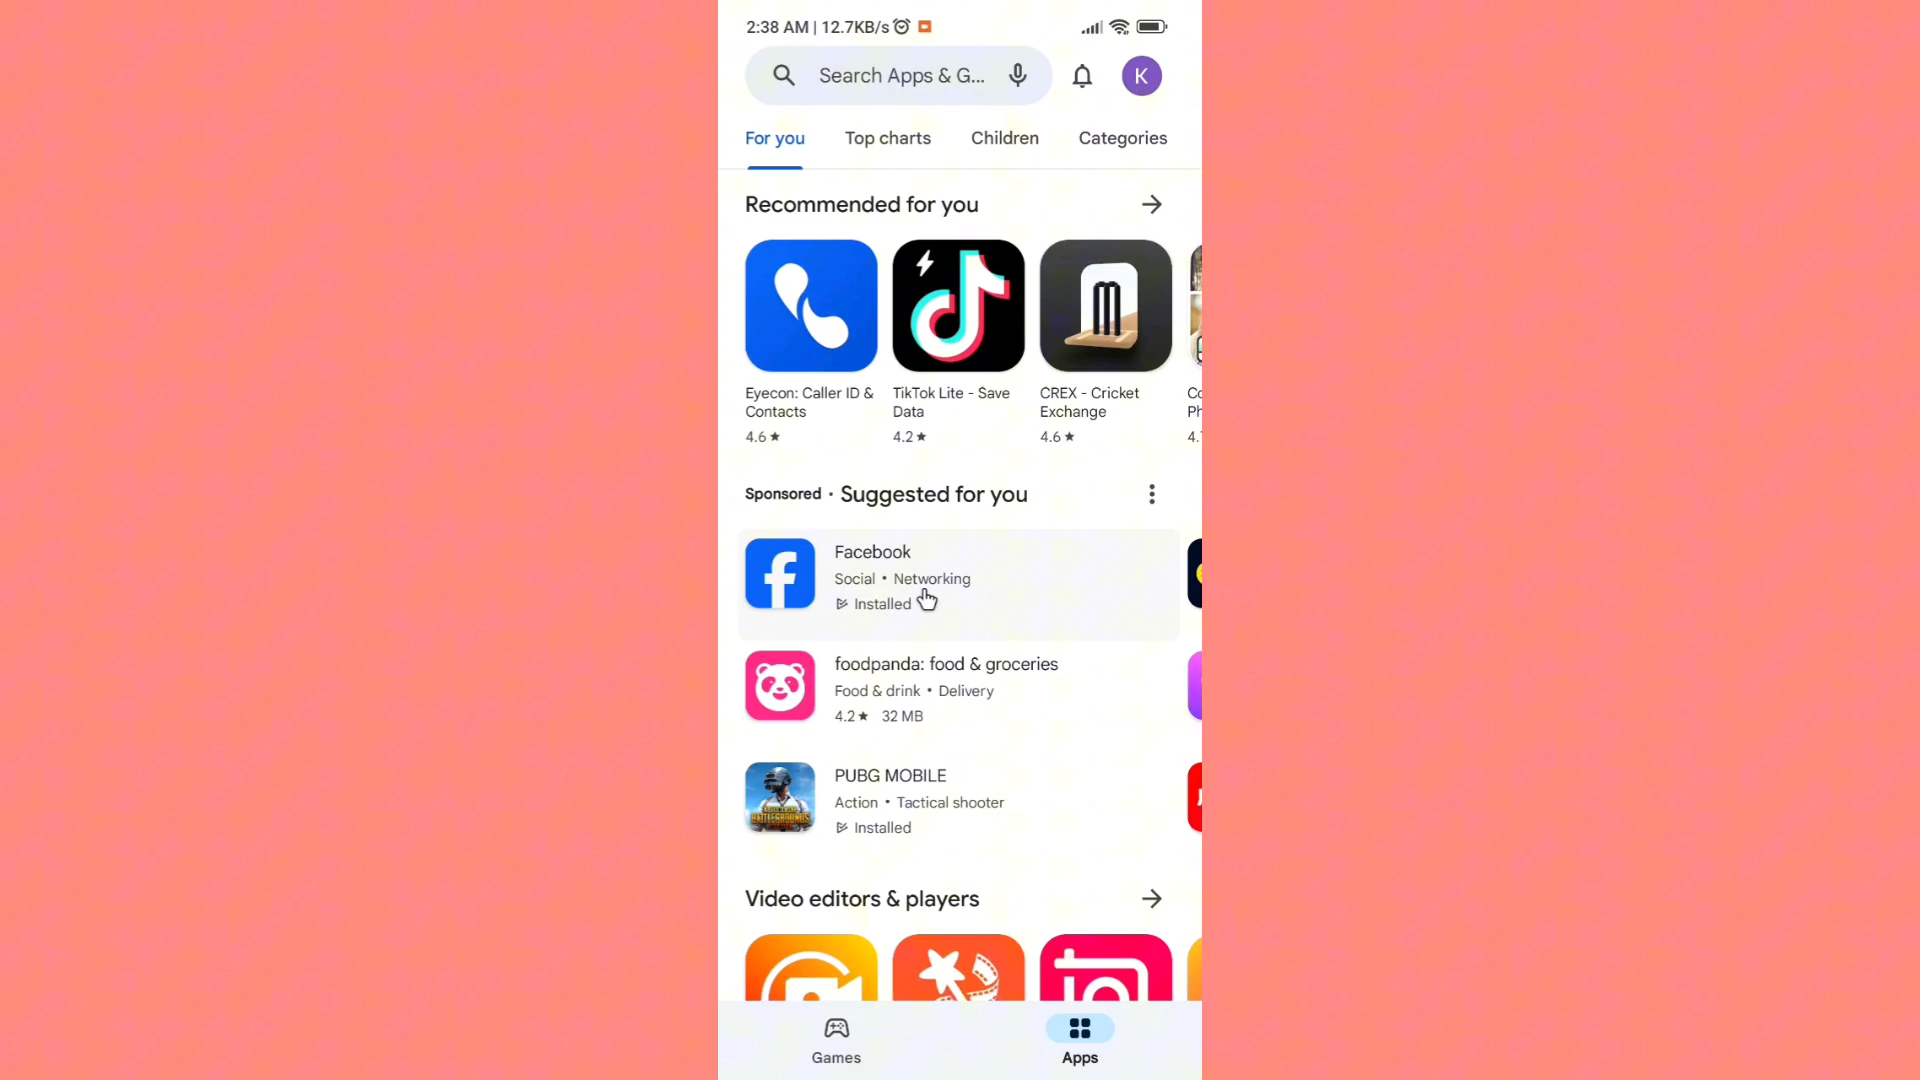 2:38 AM | 12.7KB/s
Search Apps & G...
K
For you Top charts Children Categories
Recommended for you
Eyecon: Caller ID & Contacts
4.6★
TikTok Lite - Save Data
4.2★
CREX - Cricket Exchange
4.6★
Co
Ph
4.
Sponsored • Suggested for you
Facebook
Social • Networking
Installed
foodpanda: food & groceries
Food & drink • Delivery
4.2★ 32 MB
PUBG MOBILE
Action • Tactical shooter
Installed
Video editors & players
Games
Apps